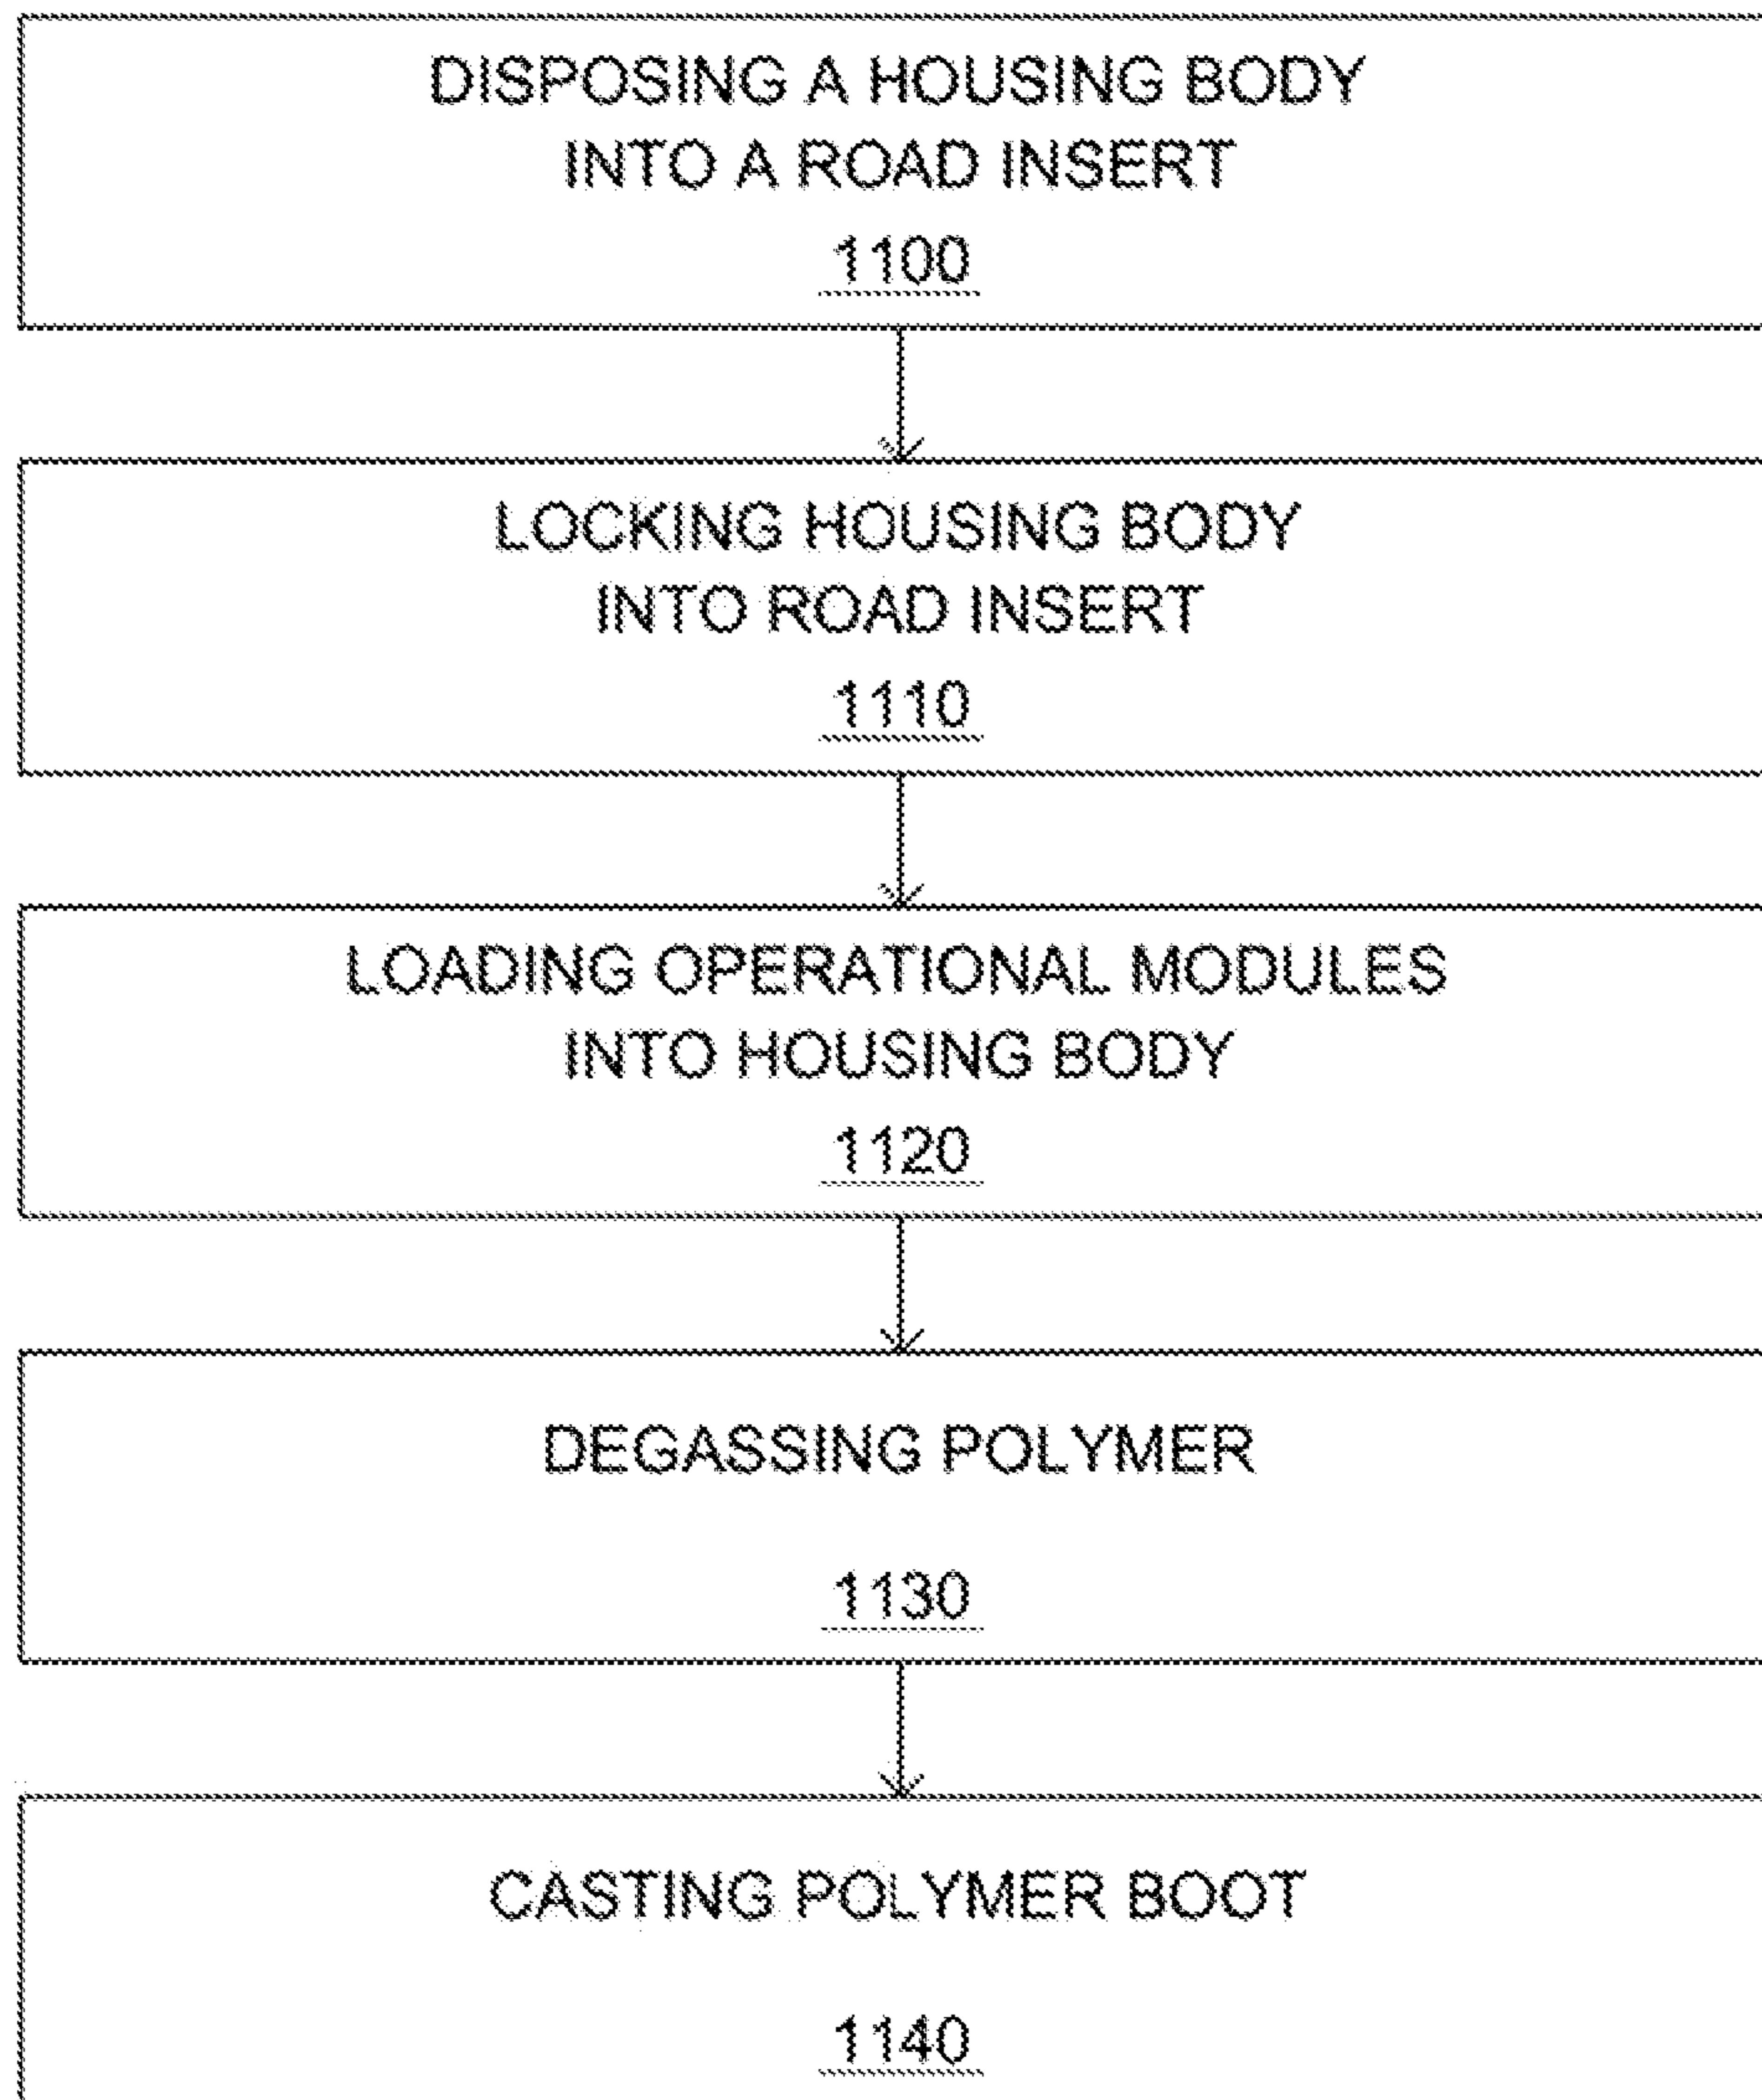 DISPOSING A HOUSING BODY
INTO A ROAD INSERT
1100
LOCKING HOUSING BODY
INTO ROAD INSERT
1110
LOADING OPERATIONAL MODULES
INTO HOUSING BODY
1120
DEGASSING POLYMER
1130
CASTING POLYMER BOOT
1140